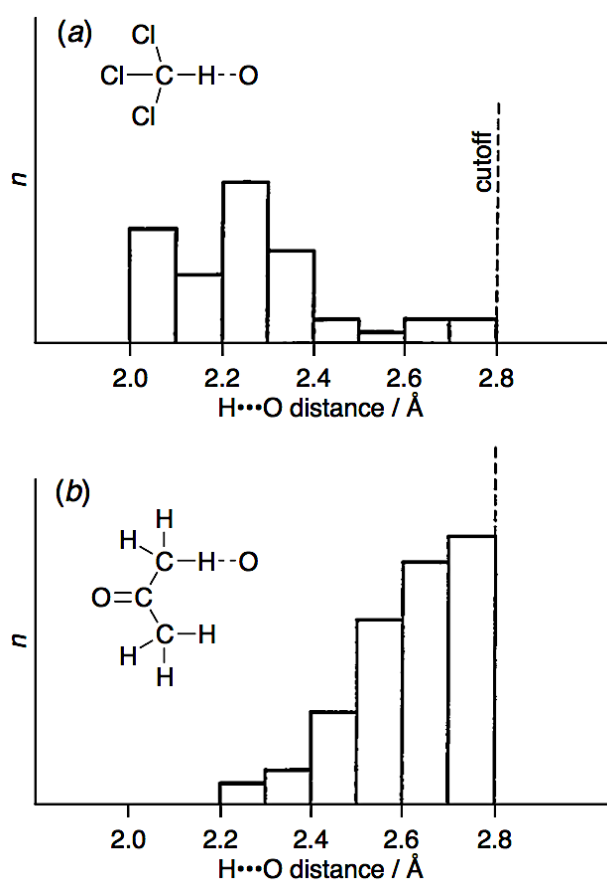 (a)
Cl
Cl—C—H--O
Cl
cutoff
n
2.0 2.2 2.4 2.6 2.8
H•••O distance / Å
(b)
H
H C—H--O
O=C
C—H
H H
n
2.0 2.2 2.4 2.6 2.8
H•••O distance / Å